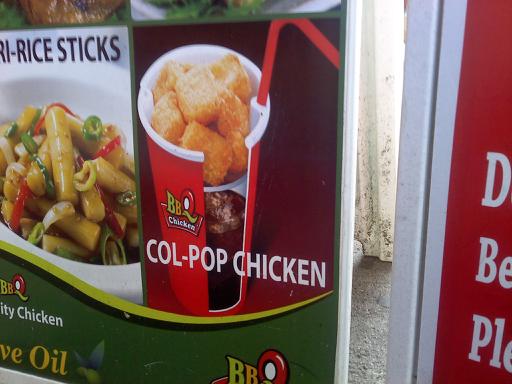 RI-RICE STICKS
BBQ
Chicken
COL-POP CHICKEN
BBQ
ity Chicken
ve Oil
BBQ
D
Be
Ple